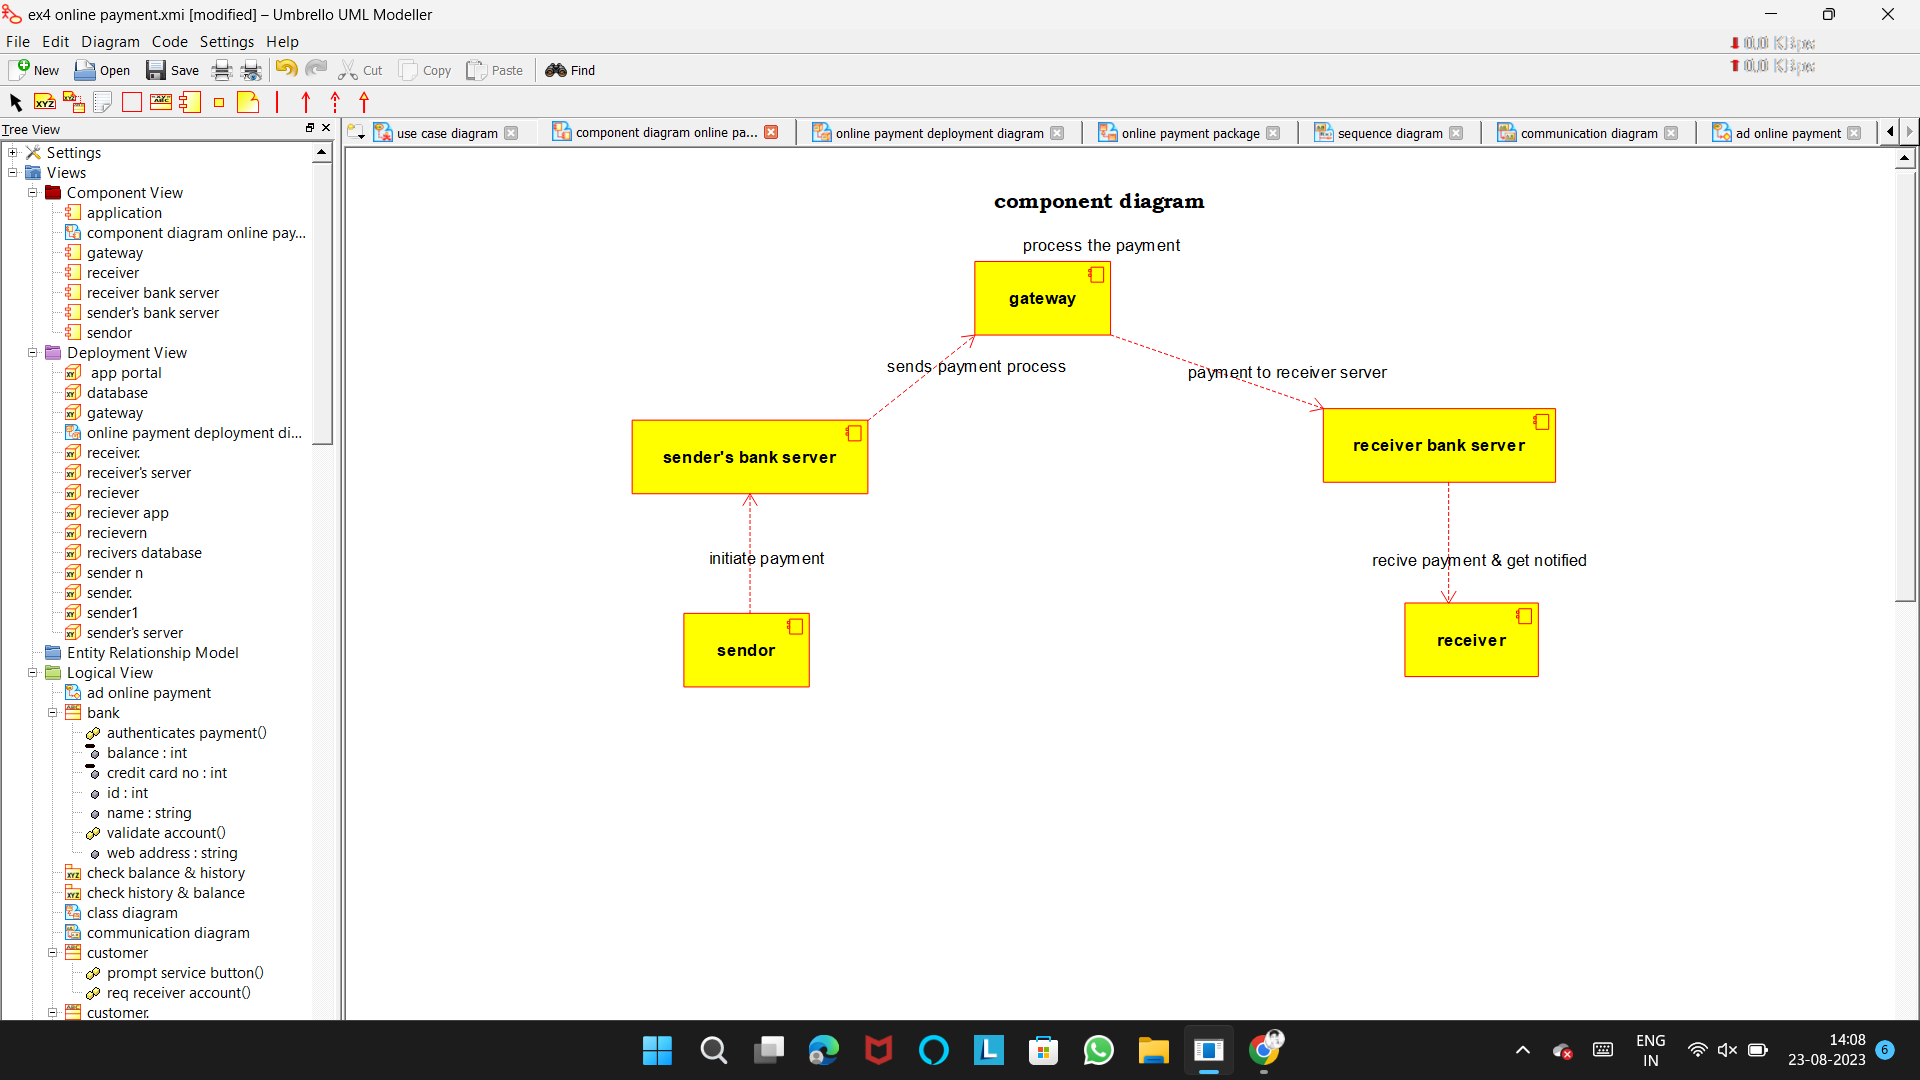 ex4 online payment.xmi [modified] – Umbrello UML Modeller
File Edit Diagram Code Settings Help
New Open Save Cut Copy Paste Find
0.0 KBps
0.0 KBps
Tree View
use case diagram
component diagram online pa...
online payment deployment diagram
online payment package
sequence diagram
communication diagram
ad online payment
Settings
Views
Component View
application
component diagram online pay...
gateway
receiver
receiver bank server
sender's bank server
sendor
Deployment View
app portal
database
gateway
online payment deployment di...
receiver.
receiver's server
reciever
reciever app
recievern
recivers database
sender n
sender.
sender1
sender's server
Entity Relationship Model
Logical View
ad online payment
bank
authenticates payment()
balance : int
credit card no : int
id : int
name : string
validate account()
web address : string
check balance & history
check history & balance
class diagram
communication diagram
customer
prompt service button()
req receiver account()
customer.
component diagram
process the payment
gateway
sends payment process
payment to receiver server
sender's bank server
receiver bank server
initiate payment
recive payment & get notified
sendor
receiver
ENG
IN
14:08
23-08-2023
6